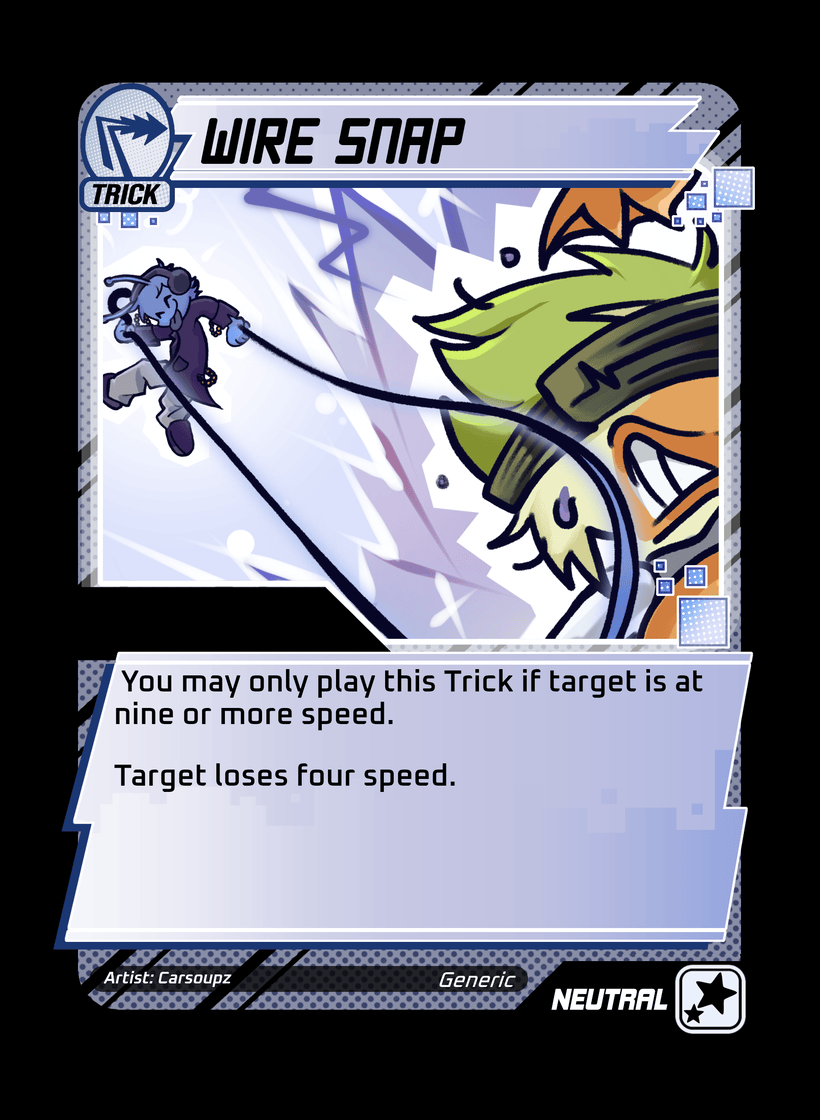 WIRE SNAP
TRICK
You may only play this Trick if target is at
nine or more speed.
Target loses four speed.
Artist: Carsoupz
Generic
NEUTRAL